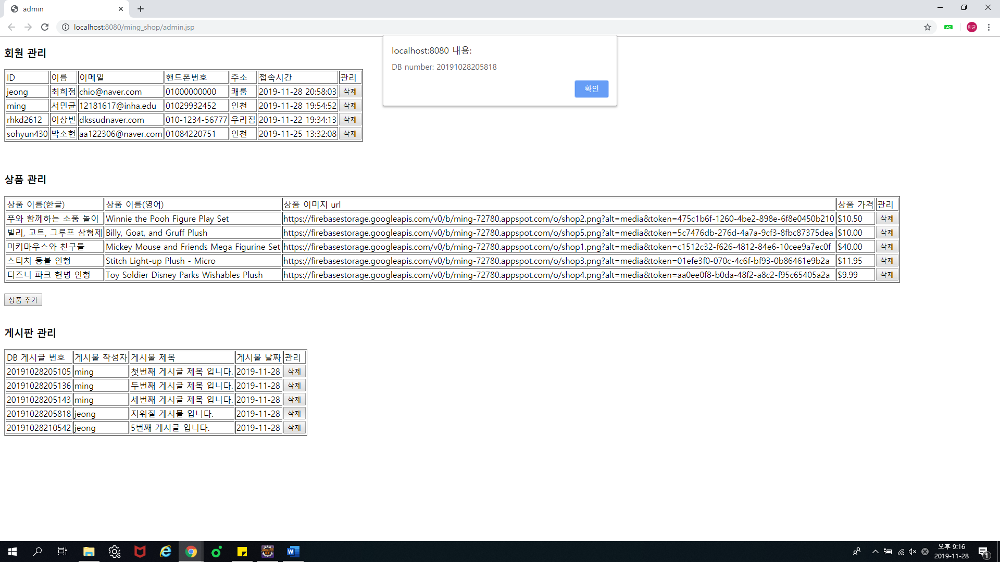 admin
localhost:8080/ming_shop/admin.jsp
AC
민균
localhost:8080 내용:
DB number: 20191028205818
확인
회원 관리
ID 이름 이메일 핸드폰번호 주소 접속시간 관리
jeong 최희정 chio@naver.com 01000000000 쾌룸 2019-11-28 20:58:03 삭제
ming 서민균 12181617@inha.edu 01029932452 인천 2019-11-28 19:54:52 삭제
rhkd2612 이상빈 dkssudnaver.com 010-1234-56777 우리집 2019-11-22 19:34:13 삭제
sohyun430 박소현 aa122306@naver.com 01084220751 인천 2019-11-25 13:32:08 삭제
상품 관리
상품 이름(한글) 상품 이름(영어) 상품 이미지 url 상품 가격 관리
푸와 함께하는 소풍 놀이 Winnie the Pooh Figure Play Set https://firebasestorage.googleapis.com/v0/b/ming-72780.appspot.com/o/shop2.png?alt=media&token=475c1b6f-1260-4be2-898e-6f8e0450b210 $10.50 삭제
빌리, 고트, 그루프 삼형제 Billy, Goat, and Gruff Plush https://firebasestorage.googleapis.com/v0/b/ming-72780.appspot.com/o/shop5.png?alt=media&token=5c7476db-276d-4a7a-9cf3-8fbc87375dea $10.00 삭제
미키마우스와 친구들 Mickey Mouse and Friends Mega Figurine Set https://firebasestorage.googleapis.com/v0/b/ming-72780.appspot.com/o/shop1.png?alt=media&token=c1512c32-f626-4812-84e6-10cee9a7ec0f $40.00 삭제
스티치 등불 인형 Stitch Light-up Plush - Micro https://firebasestorage.googleapis.com/v0/b/ming-72780.appspot.com/o/shop3.png?alt=media&token=01efe3f0-070c-4c6f-bf93-0b86461e9b2a $11.95 삭제
디즈니 파크 헌병 인형 Toy Soldier Disney Parks Wishables Plush https://firebasestorage.googleapis.com/v0/b/ming-72780.appspot.com/o/shop4.png?alt=media&token=aa0ee0f8-b0da-48f2-a8c2-f95c65405a2a $9.99 삭제
상품 추가
게시판 관리
DB 게시글 번호 게시물 작성자 게시물 제목 게시물 날짜 관리
20191028205105 ming 첫번째 게시글 제목 입니다. 2019-11-28 삭제
20191028205136 ming 두번째 게시글 제목 입니다. 2019-11-28 삭제
20191028205143 ming 세번째 게시글 제목 입니다. 2019-11-28 삭제
20191028205818 jeong 지워질 게시물 입니다. 2019-11-28 삭제
20191028210542 jeong 5번째 게시글 입니다. 2019-11-28 삭제
오후 9:16
2019-11-28
1